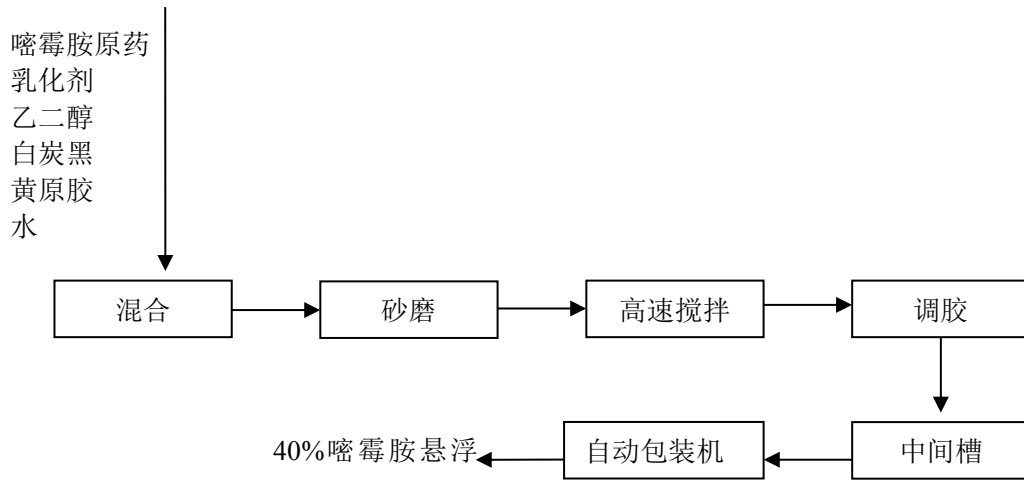 嘧霉胺原药
乳化剂
乙二醇
白炭黑
黄原胶
水
混合
砂磨
高速搅拌
调胶
中间槽
自动包装机
40%嘧霉胺悬浮